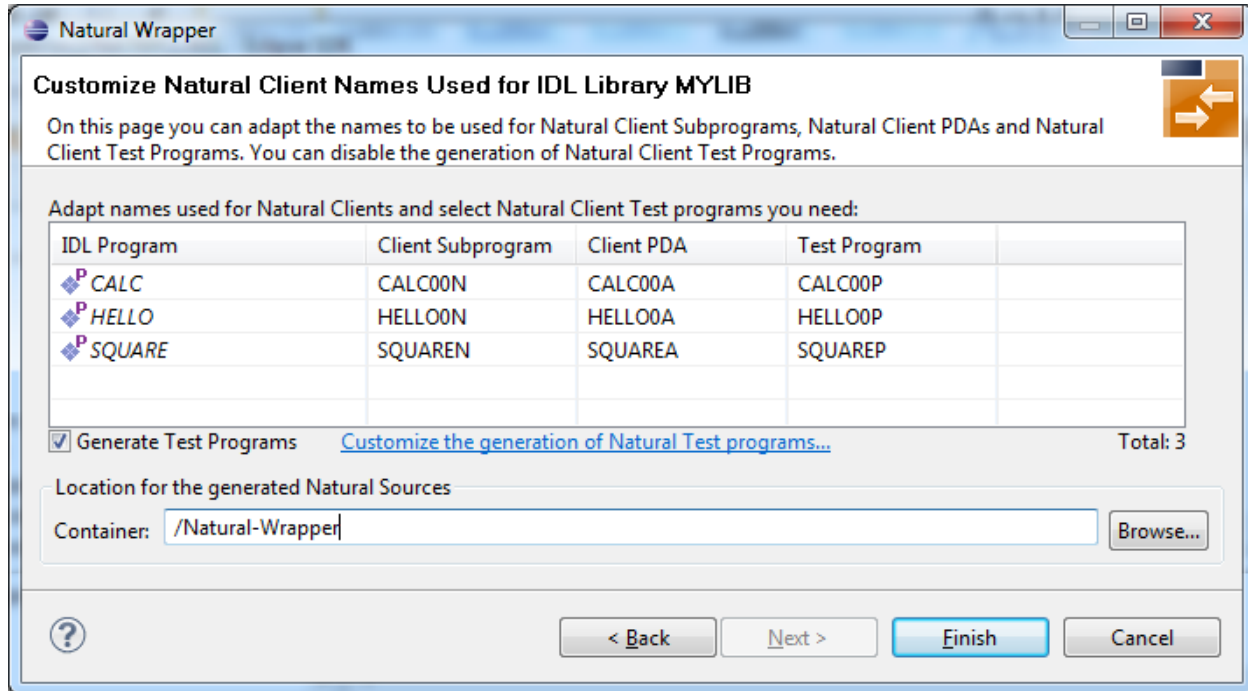 Natural Wrapper
Customize Natural Client Names Used for IDL Library MYLIB
On this page you can adapt the names to be used for Natural Client Subprograms, Natural Client PDAs and Natural
Client Test Programs. You can disable the generation of Natural Client Test Programs.
Adapt names used for Natural Clients and select Natural Client Test programs you need:
IDL Program Client Subprogram Client PDA Test Program
P CALC CALC00N CALC00A CALC00P
P HELLO HELLO0N HELLO0A HELLO0P
P SQUARE SQUAREN SQUAREA SQUAREP
Generate Test Programs Customize the generation of Natural Test programs... Total: 3
Location for the generated Natural Sources
Container: /Natural-Wrapper Browse...
? < Back Next > Finish Cancel